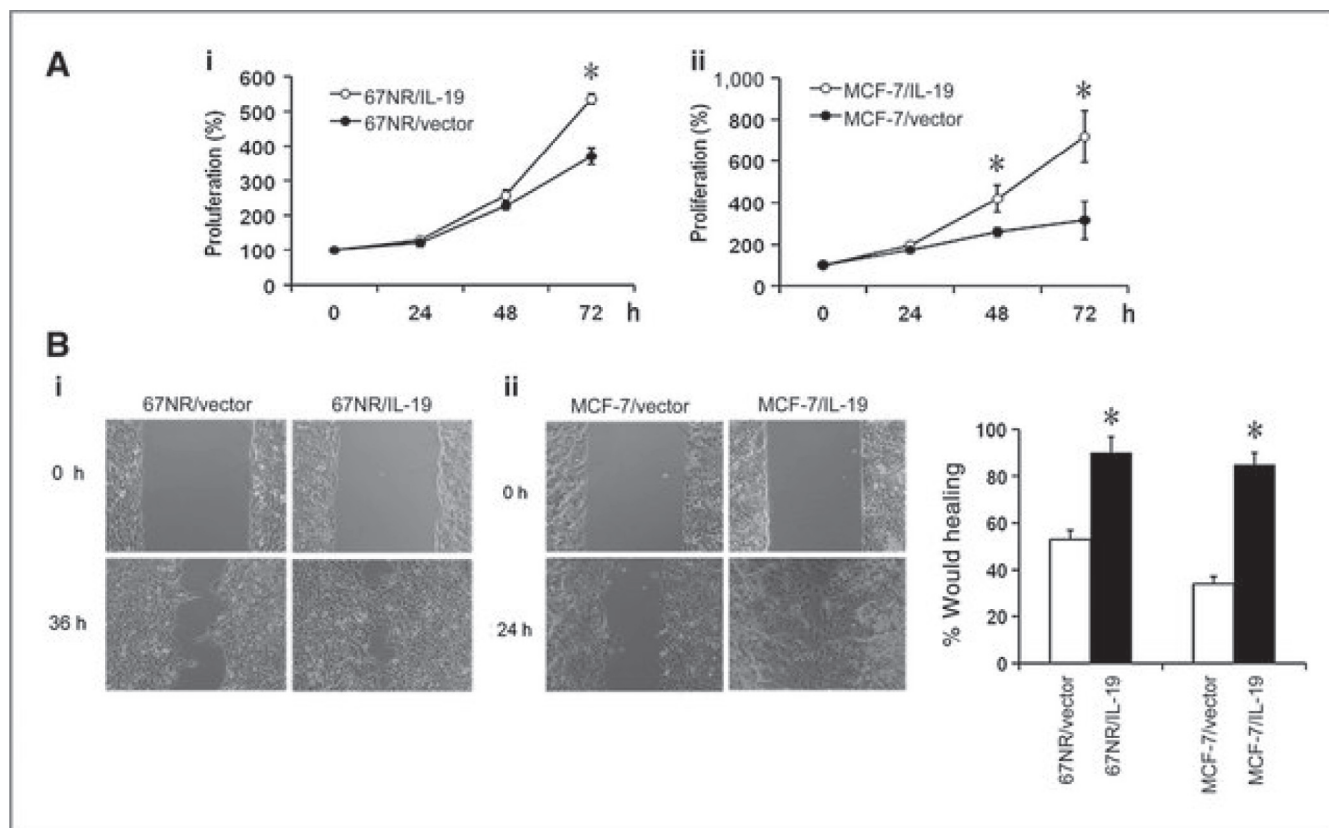 A
i
600
500
400
300
200
100
0
Proluferation (%)
67NR/IL-19
67NR/vector
*
0 24 48 72 h
ii
1,000
800
600
400
200
0
Proliferation (%)
MCF-7/IL-19
MCF-7/vector
*
*
0 24 48 72 h
B
i
67NR/vector 67NR/IL-19
0 h
36 h
ii
MCF-7/vector MCF-7/IL-19
0 h
24 h
% Would healing
100
80
60
40
20
0
*
*
67NR/vector
67NR/IL-19
MCF-7/vector
MCF-7/IL-19